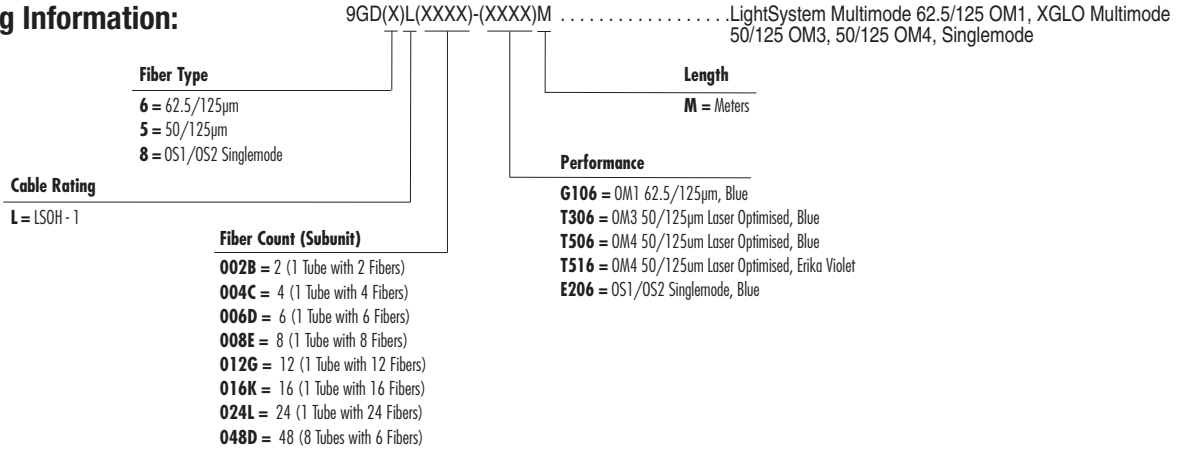 g Information:
9GD(X)L(XXXX)-(XXXX)M . . . . . . . . . . . . . . . . . .LightSystem Multimode 62.5/125 OM1, XGLO Multimode
50/125 OM3, 50/125 OM4, Singlemode
Fiber Type
6 = 62.5/125µm
5 = 50/125µm
8 = OS1/OS2 Singlemode
Length
M = Meters
Cable Rating
L = LSOH - 1
Performance
G106 = OM1 62.5/125µm, Blue
T306 = OM3 50/125µm Laser Optimised, Blue
T506 = OM4 50/125um Laser Optimised, Blue
T516 = OM4 50/125um Laser Optimised, Erika Violet
E206 = OS1/OS2 Singlemode, Blue
Fiber Count (Subunit)
002B = 2 (1 Tube with 2 Fibers)
004C = 4 (1 Tube with 4 Fibers)
006D = 6 (1 Tube with 6 Fibers)
008E = 8 (1 Tube with 8 Fibers)
012G = 12 (1 Tube with 12 Fibers)
016K = 16 (1 Tube with 16 Fibers)
024L = 24 (1 Tube with 24 Fibers)
048D = 48 (8 Tubes with 6 Fibers)